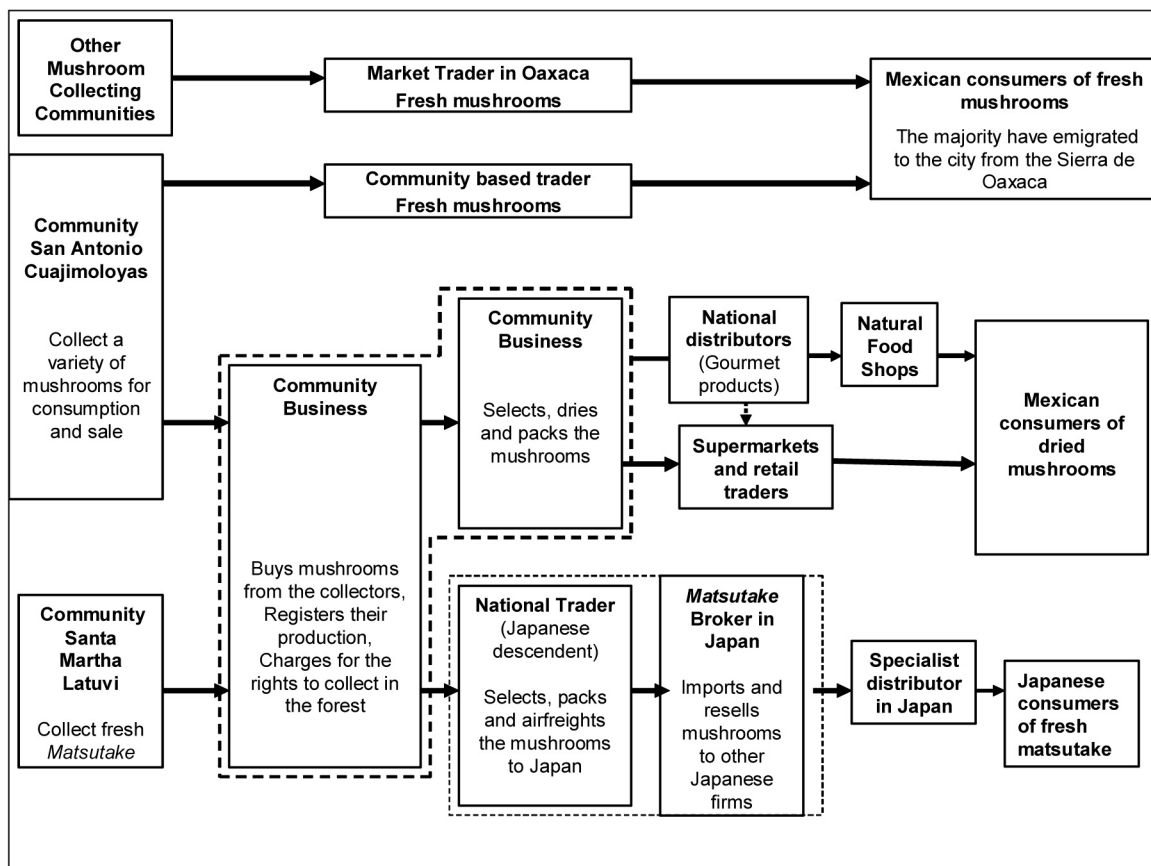 Other
Mushroom
Collecting
Communities
Market Trader in Oaxaca
Fresh mushrooms
Mexican consumers of fresh
mushrooms
The majority have emigrated
to the city from the Sierra de
Oaxaca
Community based trader
Fresh mushrooms
Community
San Antonio
Cuajimoloyas
Collect a
variety of
mushrooms for
consumption
and sale
Community
Business
Buys mushrooms
from the collectors,
Registers their
production,
Charges for the
rights to collect in
the forest
Community
Business
Selects, dries
and packs the
mushrooms
National
distributors
(Gourmet
products)
Natural
Food
Shops
Supermarkets
and retail
traders
Mexican
consumers of
dried
mushrooms
Community
Santa
Martha
Latuvi
Collect fresh
Matsutake
National Trader
(Japanese
descendent)
Selects, packs
and airfreights
the mushrooms
to Japan
Matsutake
Broker in
Japan
Imports and
resells
mushrooms
to other
Japanese
firms
Specialist
distributor
in Japan
Japanese
consumers
of fresh
matsutake